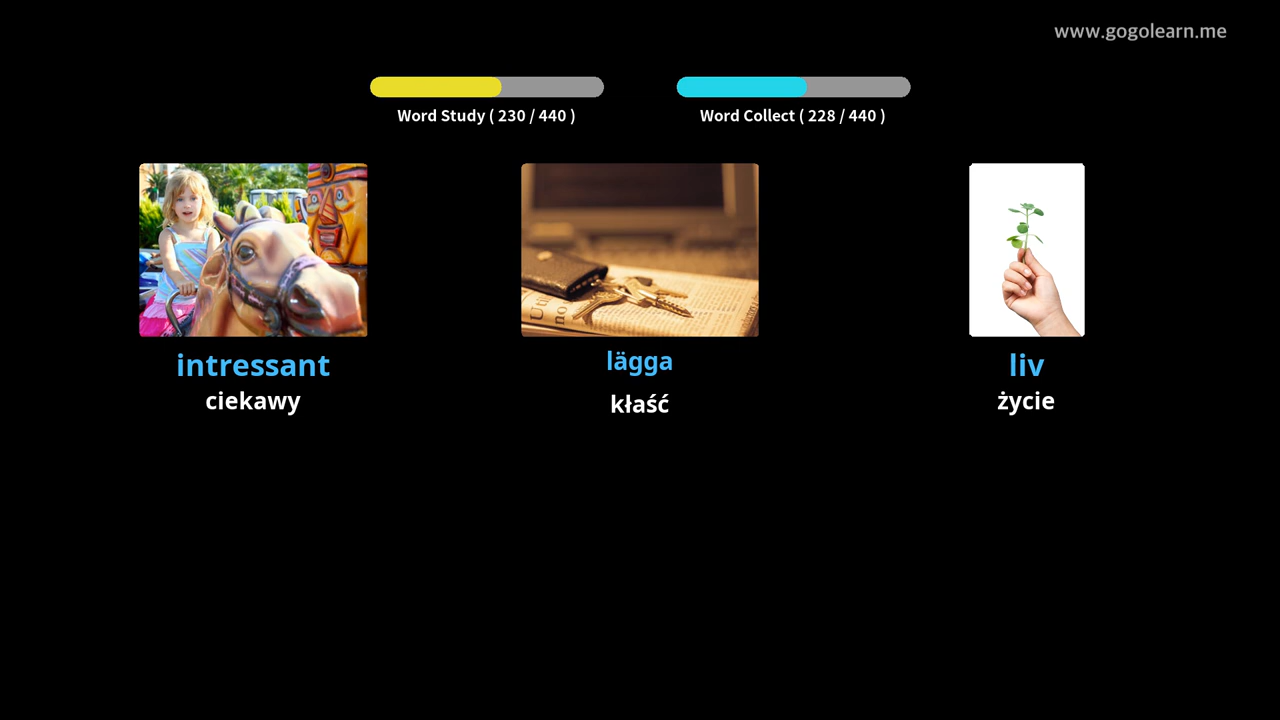 www.gogolearn.me
Word Study ( 230 / 440 )
Word Collect ( 228 / 440 )
intressant
ciekawy
lägga
kłaść
liv
życie